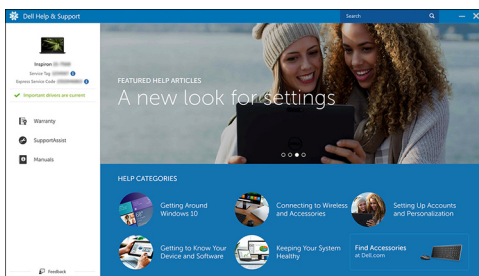 Dell Help & Support
Search
Inspiron
Service Tag
Express Service Code
Important drivers are current
Warranty
SupportAssist
Manuals
Feedback
FEATURED HELP ARTICLES
A new look for settings
DELL
HELP CATEGORIES
Getting Around
Windows 10
Connecting to Wireless
and Accessories
Setting Up Accounts
and Personalization
Getting to Know Your
Device and Software
Keeping Your System
Healthy
Find Accessories
at Dell.com